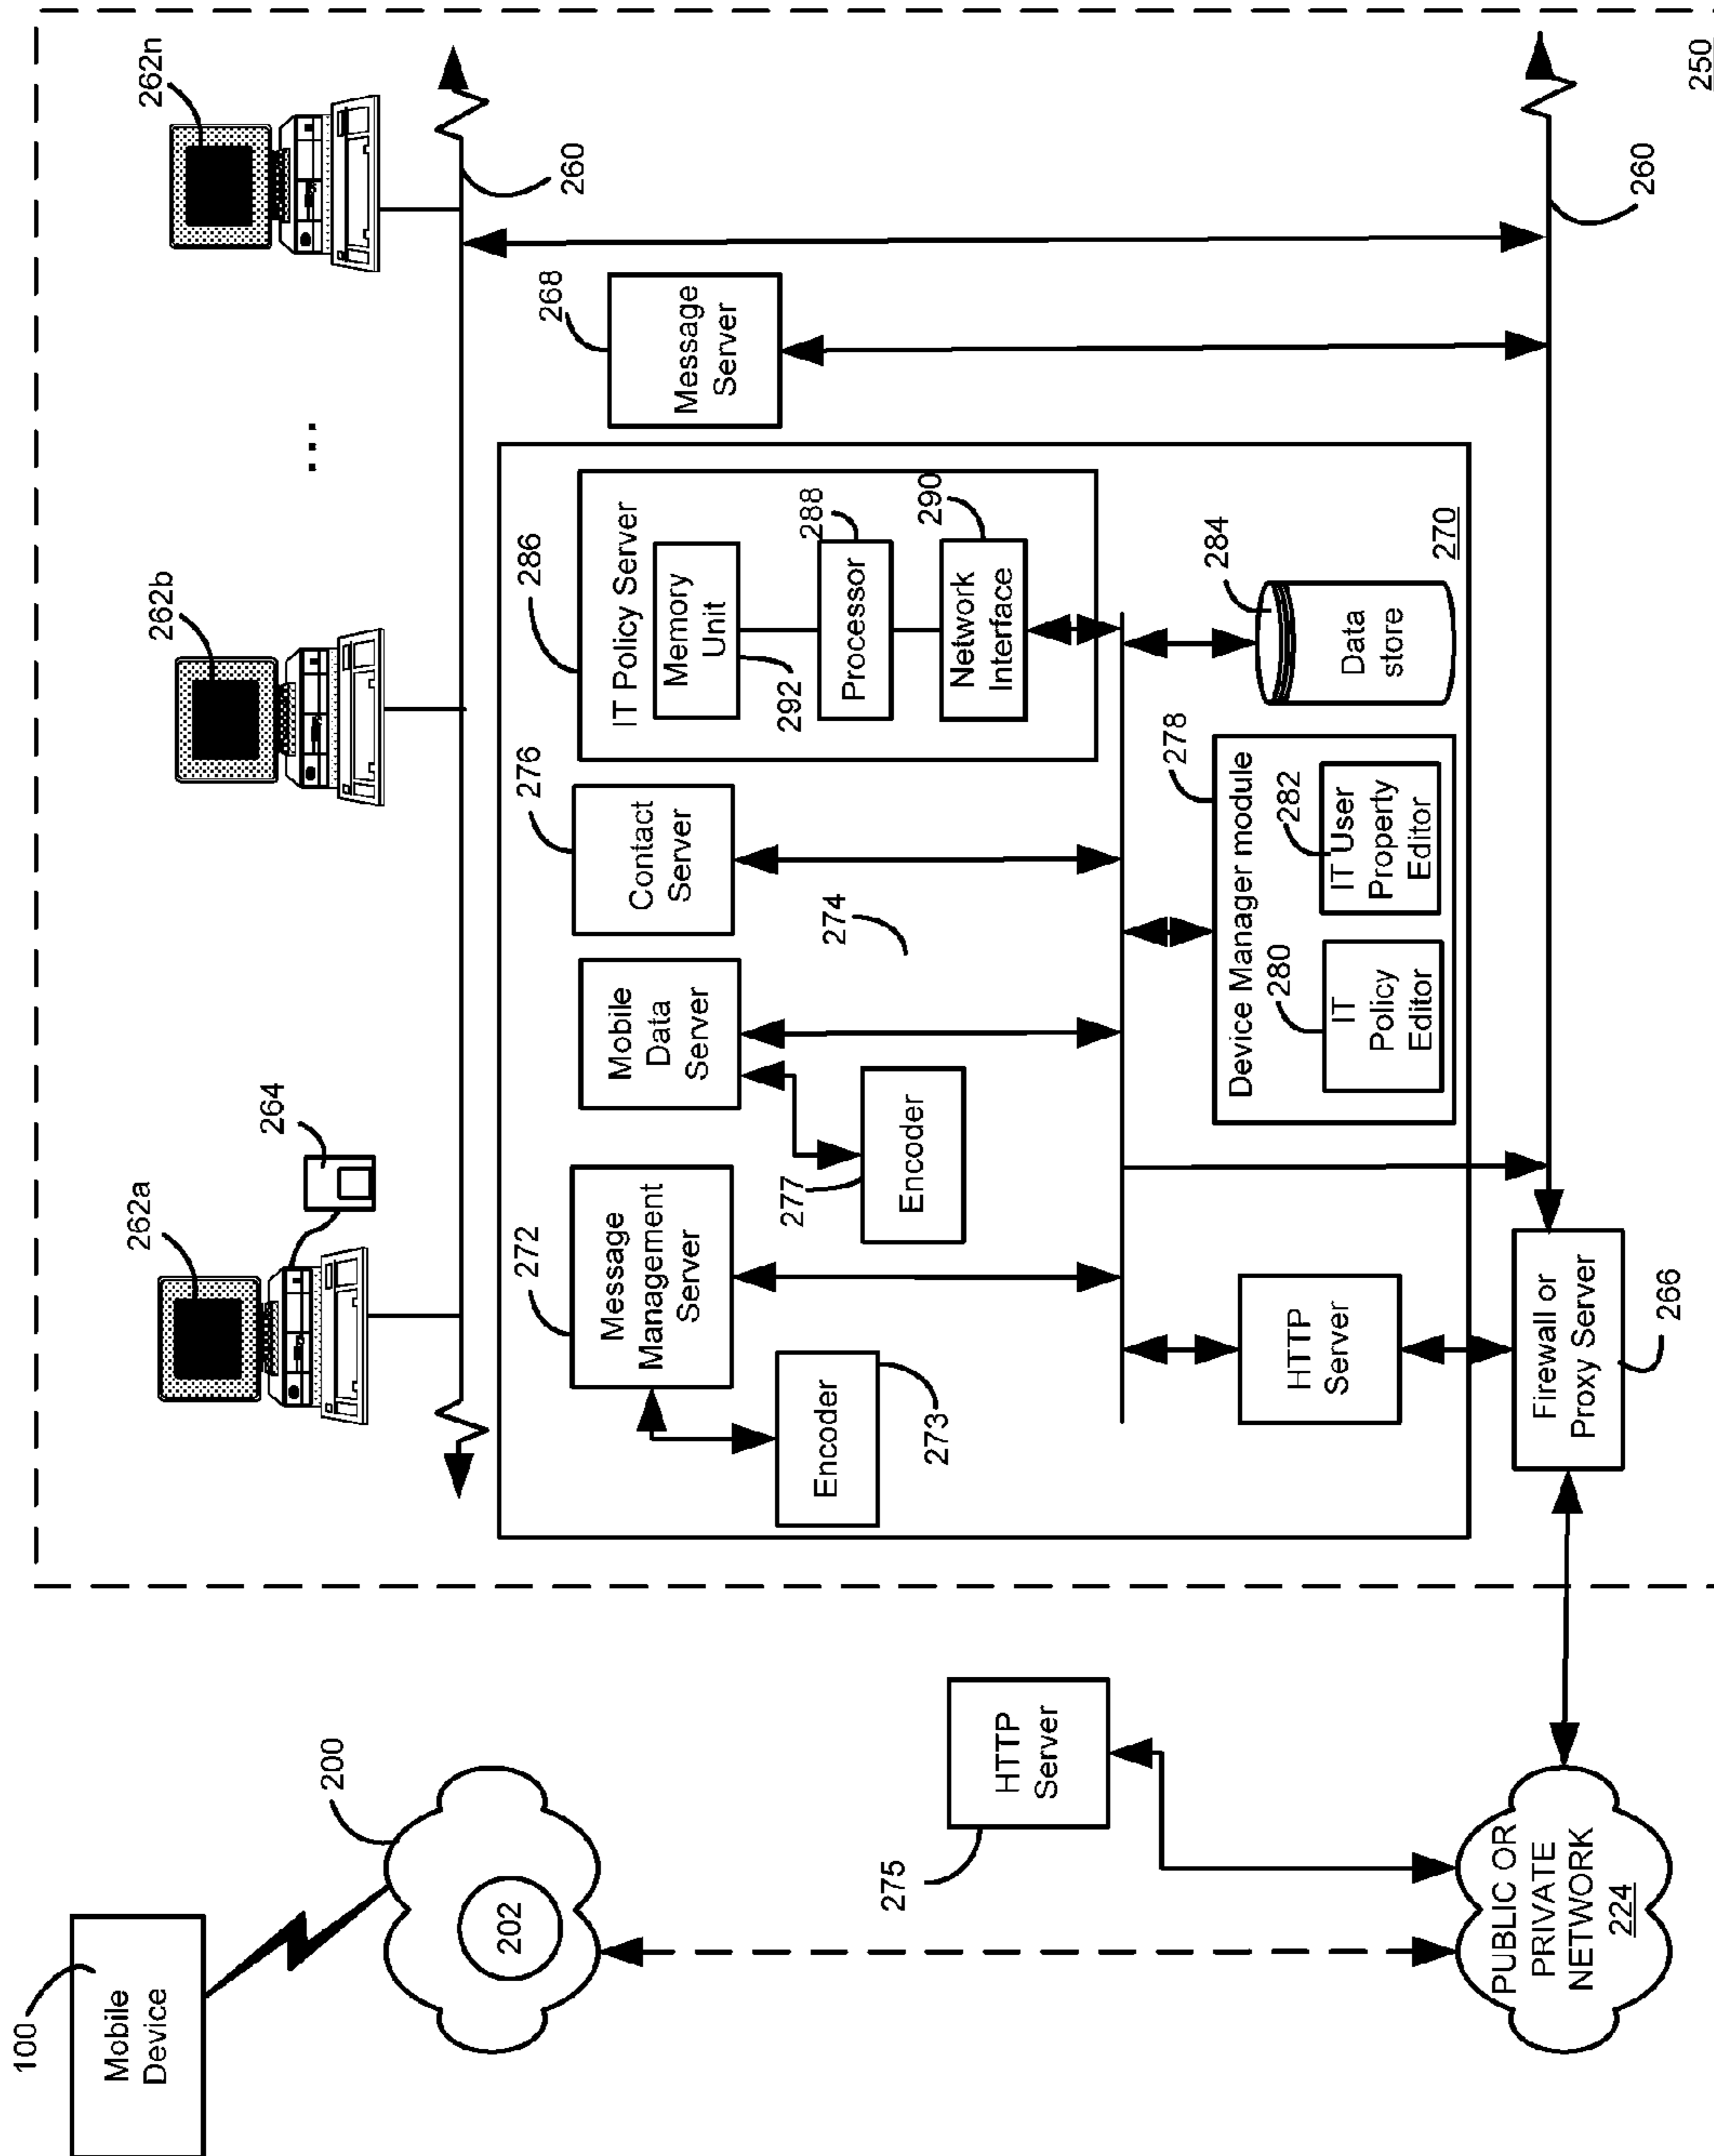 100
Mobile
Device
200
202
275
HTTP
Server
PUBLIC OR
PRIVATE
NETWORK
224
262a
264
262b
...
262n
260
272
Message
Management
Server
Encoder
273
Mobile
Data
Server
277
Encoder
274
276
Contact
Server
286
IT Policy Server
Memory
Unit
292
288
Processor
290
Network
Interface
268
Message
Server
HTTP
Server
278
Device Manager module
280
IT
Policy
Editor
282
IT User
Property
Editor
284
Data
store
270
Firewall or
Proxy Server
266
260
250